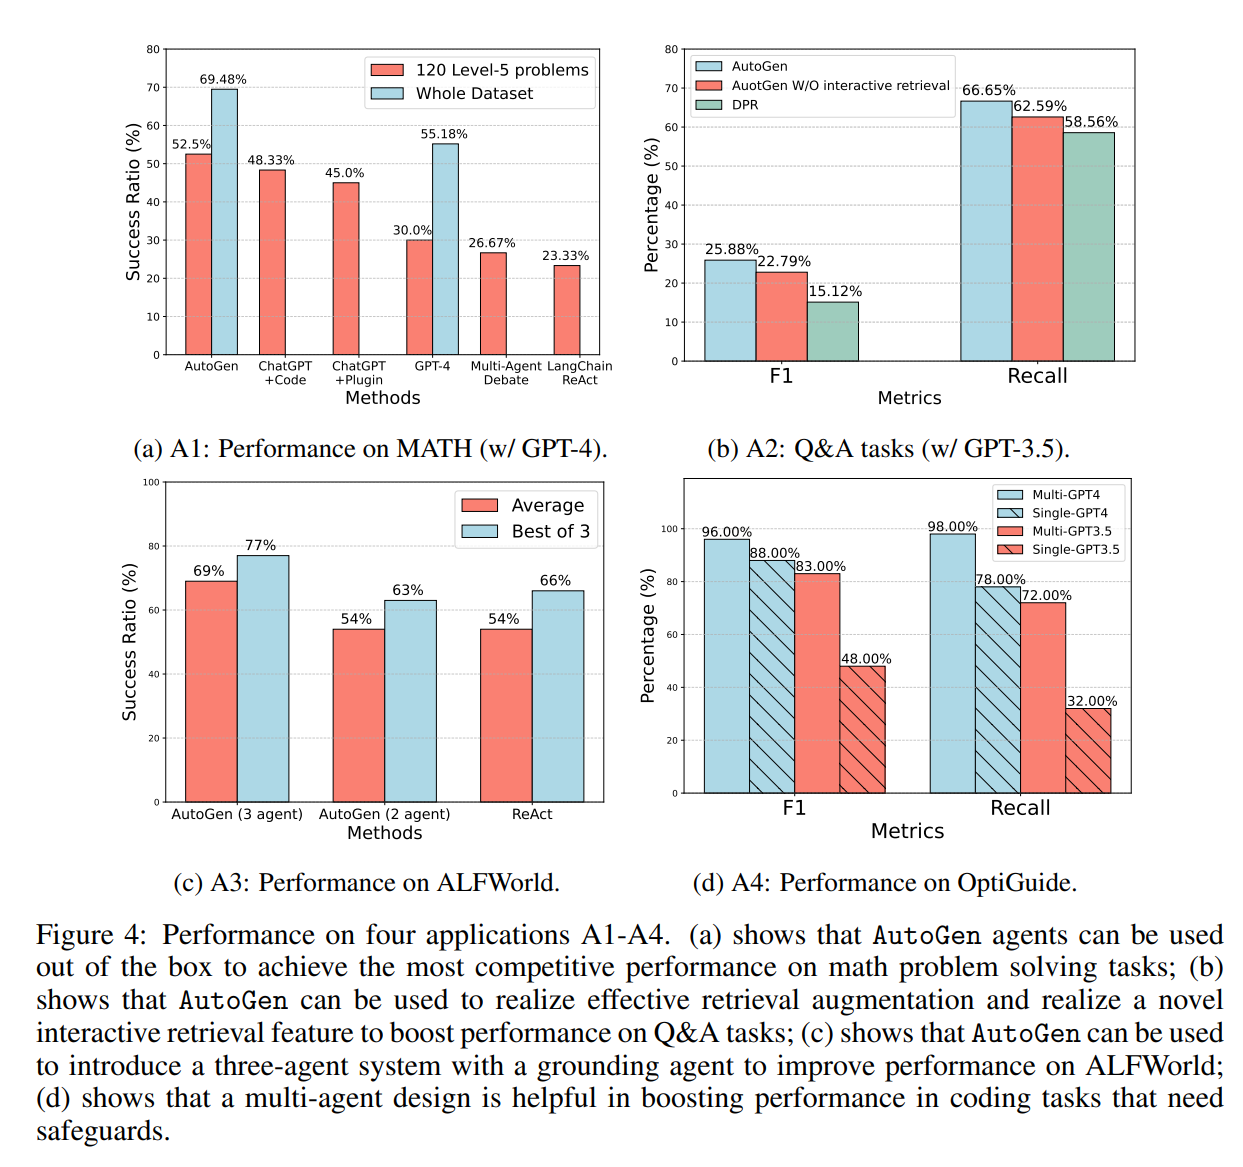 80
70
60
50
40
30
20
10
0
Success Ratio (%)
120 Level-5 problems
Whole Dataset
69.48%
52.5%
48.33%
45.0%
30.0%
55.18%
26.67%
23.33%
AutoGen
ChatGPT
+Code
ChatGPT
+Plugin
GPT-4
Multi-Agent
Debate
LangChain
ReAct
Methods
(a) A1: Performance on MATH (w/ GPT-4).
80
70
60
50
40
30
20
10
0
Percentage (%)
AutoGen
AuotGen W/O interactive retrieval
DPR
25.88%
22.79%
15.12%
66.65%
62.59%
58.56%
F1
Recall
Metrics
(b) A2: Q&A tasks (w/ GPT-3.5).
100
80
60
40
20
0
Success Ratio (%)
Average
Best of 3
69%
77%
54%
63%
54%
66%
AutoGen (3 agent)
AutoGen (2 agent)
ReAct
Methods
(c) A3: Performance on ALFWorld.
100
80
60
40
20
0
Percentage (%)
Multi-GPT4
Single-GPT4
Multi-GPT3.5
Single-GPT3.5
96.00%
88.00%
83.00%
48.00%
98.00%
78.00%
72.00%
32.00%
F1
Recall
Metrics
(d) A4: Performance on OptiGuide.
Figure 4: Performance on four applications A1-A4. (a) shows that AutoGen agents can be used
out of the box to achieve the most competitive performance on math problem solving tasks; (b)
shows that AutoGen can be used to realize effective retrieval augmentation and realize a novel
interactive retrieval feature to boost performance on Q&A tasks; (c) shows that AutoGen can be used
to introduce a three-agent system with a grounding agent to improve performance on ALFWorld;
(d) shows that a multi-agent design is helpful in boosting performance in coding tasks that need
safeguards.